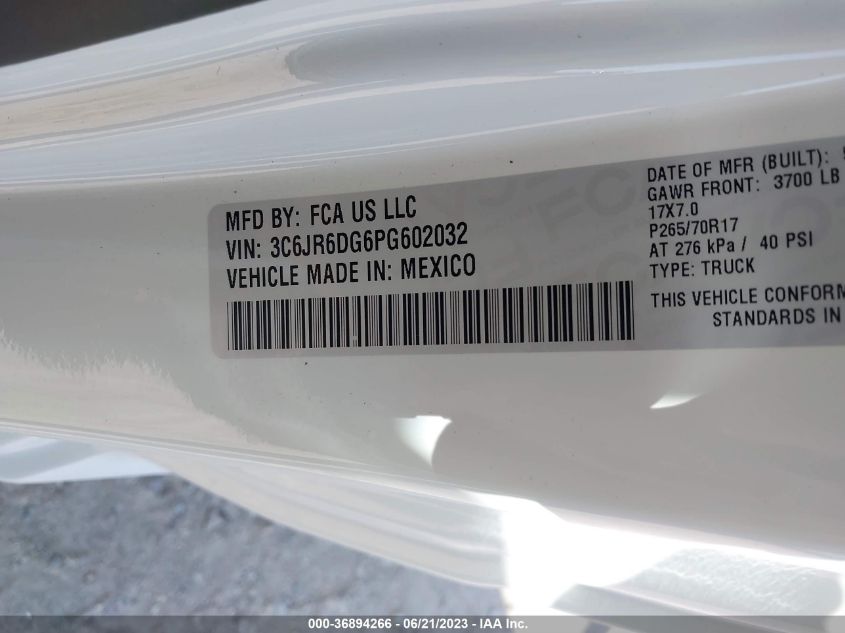 MFD BY: FCA US LLC
VIN: 3C6JR6DG6PG602032
VEHICLE MADE IN: MEXICO
DATE OF MFR (BUILT):
GAWR FRONT: 3700 LB
17X7.0
P265/70R17
AT 276 kPa / 40 PSI
TYPE: TRUCK
THIS VEHICLE CONFORM
STANDARDS IN
000-36894266 - 06/21/2023 - IAA Inc.